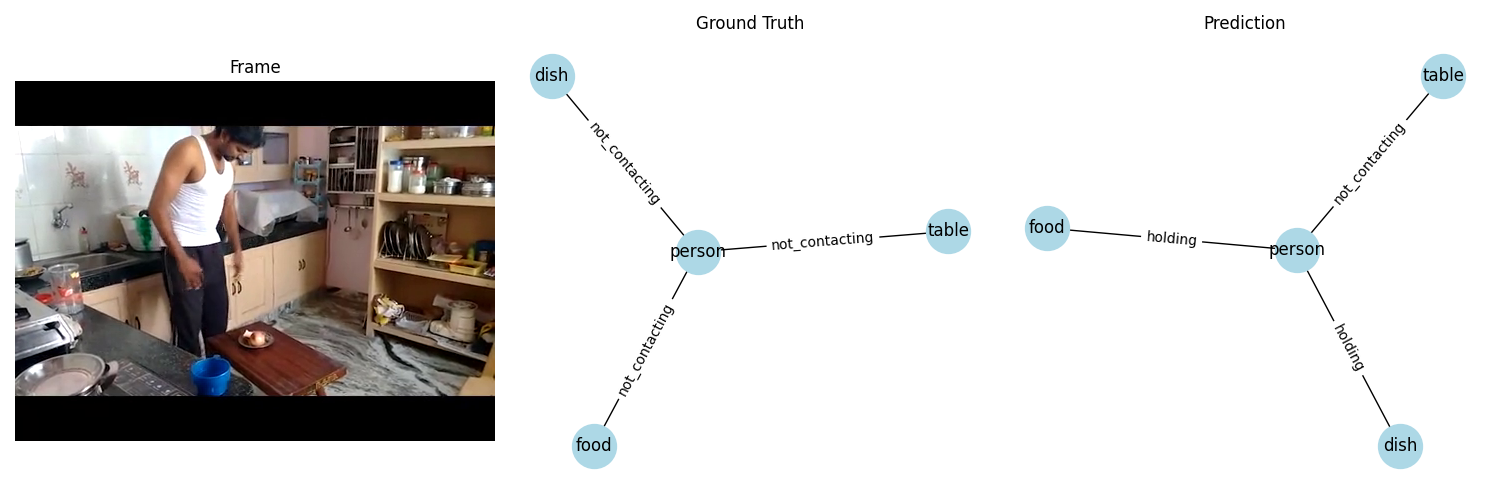 Frame
Ground Truth
dish
not_contacting
person
not_contacting
table
not_contacting
food
Prediction
table
not_contacting
food
holding
person
holding
dish